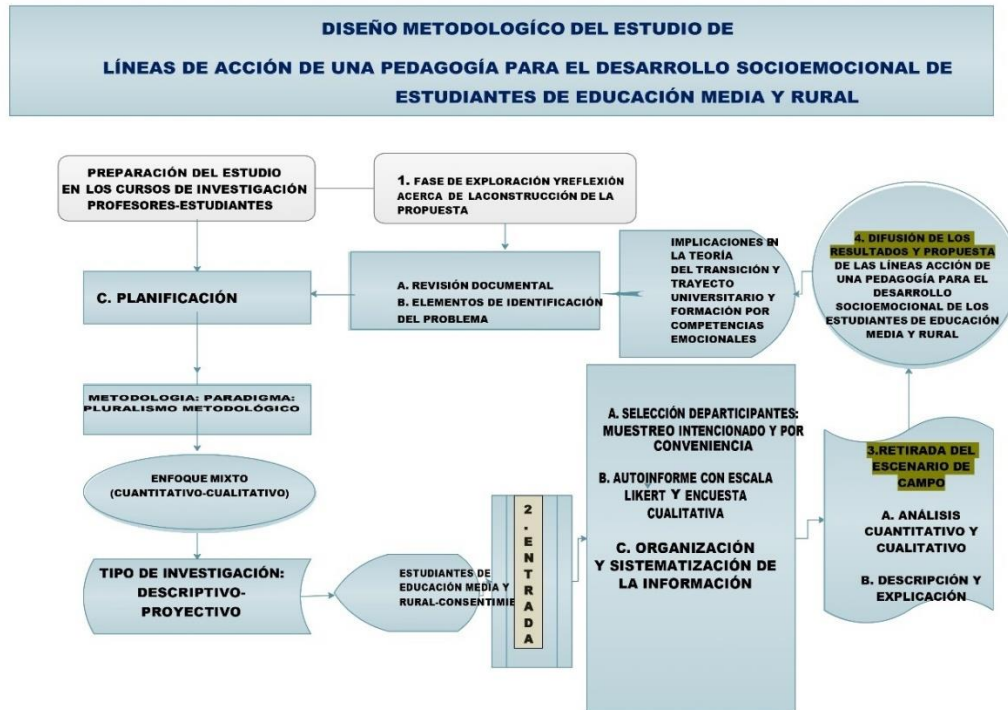 DISEÑO METODOLOGÍCO DEL ESTUDIO DE
LÍNEAS DE ACCIÓN DE UNA PEDAGOGÍA PARA EL DESARROLLO SOCIOEMOCIONAL DE
ESTUDIANTES DE EDUCACIÓN MEDIA Y RURAL
PREPARACIÓN DEL ESTUDIO
EN LOS CURSOS DE INVESTIGACIÓN
PROFESORES-ESTUDIANTES
1. FASE DE EXPLORACIÓN YREFLEXIÓN
ACERCA DE LACONSTRUCCIÓN DE LA
PROPUESTA
A. REVISIÓN DOCUMENTAL
B. ELEMENTOS DE IDENTIFICACIÓN
DEL PROBLEMA
C. PLANIFICACIÓN
METODOLOGIA: PARADIGMA:
PLURALISMO METODOLÓGICO
ENFOQUE MIXTO
(CUANTITATIVO-CUALITATIVO)
TIPO DE INVESTIGACIÓN:
DESCRIPTIVO-
PROYECTIVO
ESTUDIANTES DE
EDUCACIÓN MEDIA Y
RURAL-CONSENTIMIE
2. ENTRADA
A. SELECCIÓN DEPARTICIPANTES:
MUESTREO INTENCIONADO Y POR
CONVENIENCIA
B. AUTOINFORME CON ESCALA
LIKERT Y ENCUESTA
CUALITATIVA
C. ORGANIZACIÓN
Y SISTEMATIZACIÓN DE
LA INFORMACIÓN
3.RETIRADA DEL
ESCENARIO DE
CAMPO
A. ANÁLISIS
CUANTITATIVO Y
CUALITATIVO
B. DESCRIPCIÓN Y
EXPLICACIÓN
4. DIFUSIÓN DE LOS
RESULTADOS Y PROPUESTA
DE LAS LÍNEAS ACCIÓN DE
UNA PEDAGOGÍA PARA EL
DESARROLLO
SOCIOEMOCIONAL DE LOS
ESTUDIANTES DE EDUCACIÓN
MEDIA Y RURAL
IMPLICACIONES EN
LA TEORÍA
DEL TRANSICIÓN Y
TRAYECTO
UNIVERSITARIO Y
FORMACIÓN POR
COMPETENCIAS
EMOCIONALES